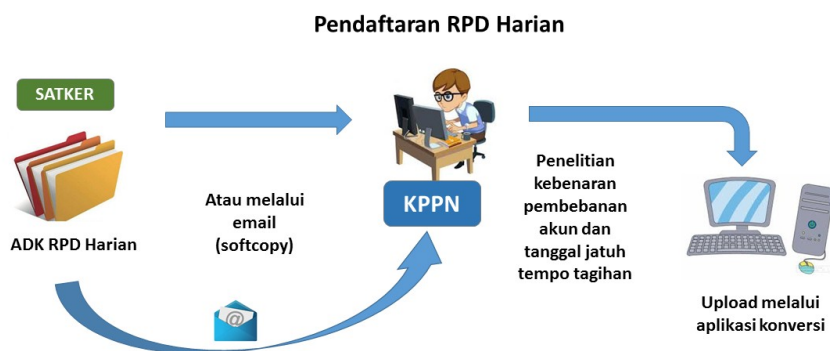 Pendaftaran RPD Harian
SATKER
ADK RPD Harian
Atau melalui
email
(softcopy)
@
KPPN
Penelitian
kebenaran
pembebanan
akun dan
tanggal jatuh
tempo tagihan
Upload melalui
aplikasi konversi